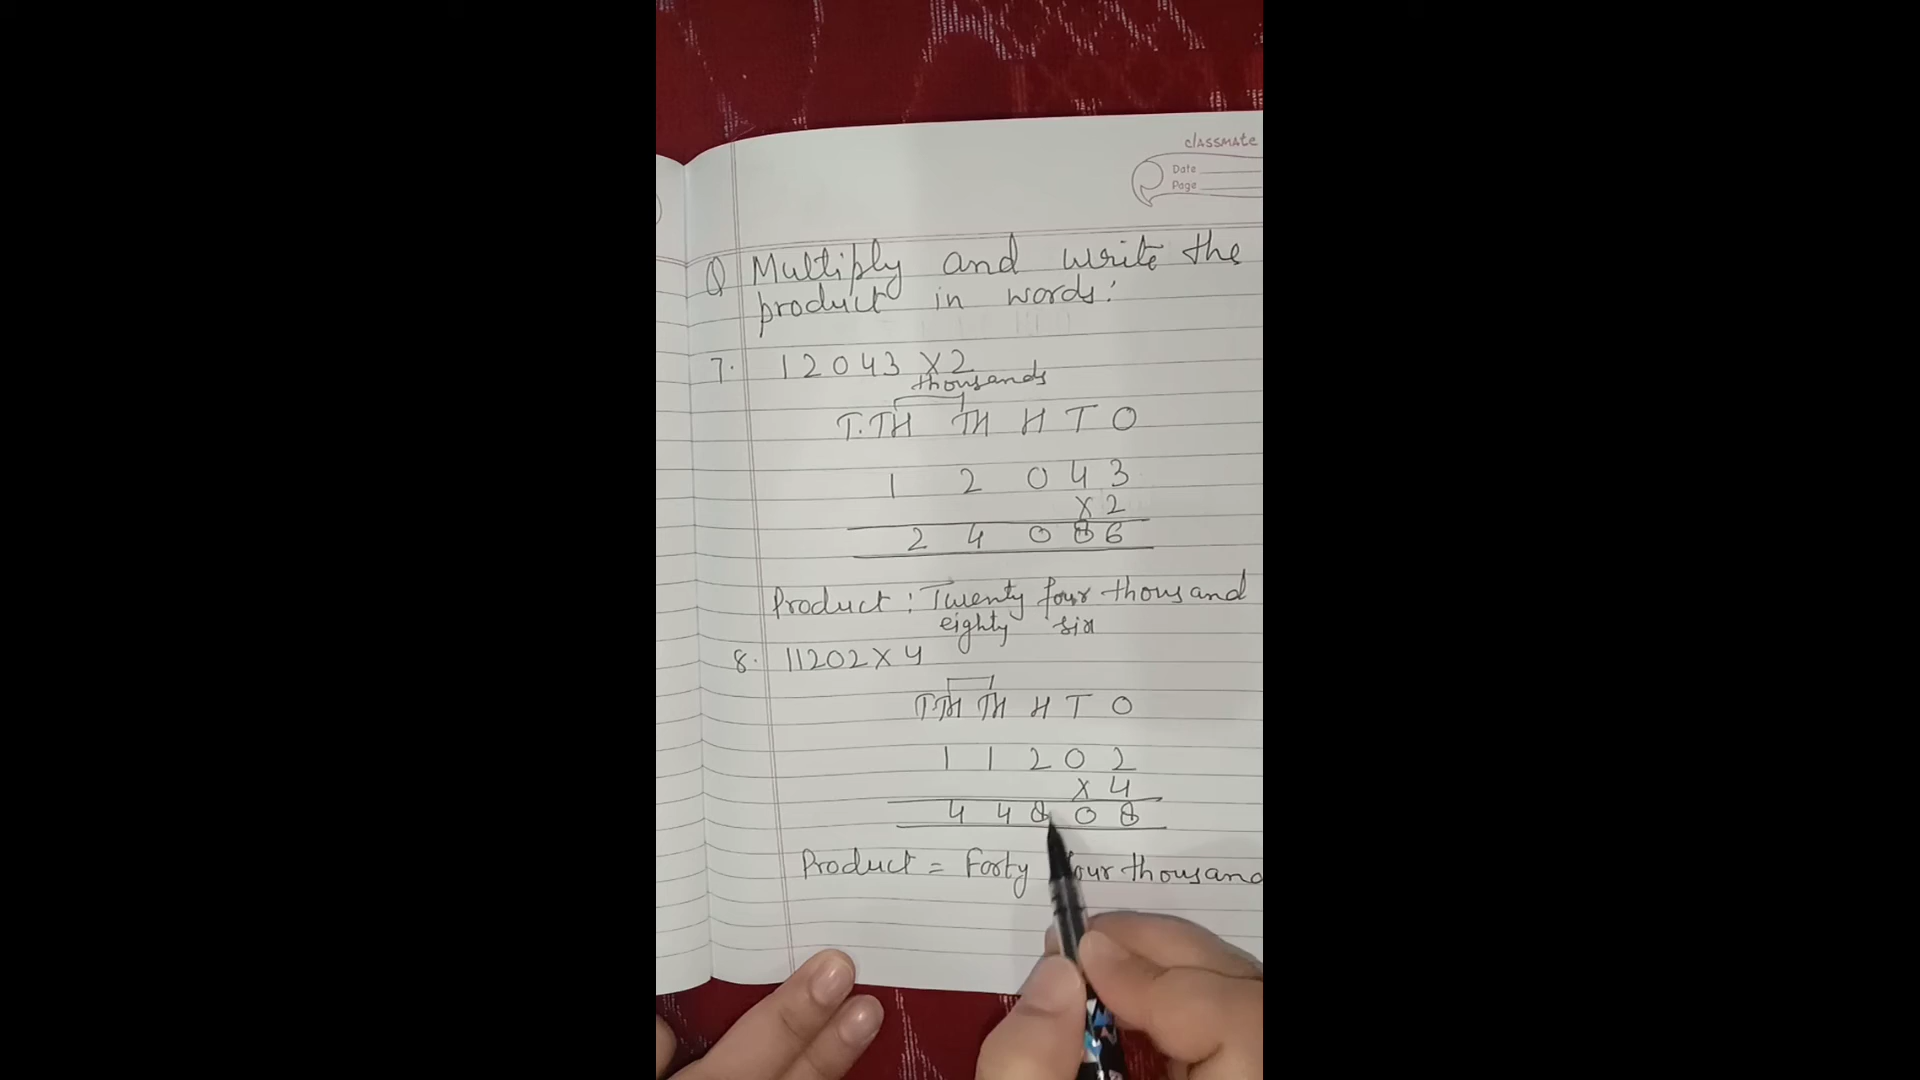 classmate
Date
Page
Q Multiply and write the
product in words:
7. 12043 X2
thousands
T.TH TH H T O
1 2 0 4 3
X 2
2 4 0 8 6
Product : Twenty four thousand
eighty six
8. 11202 X 4
T.TH TH H T O
1 1 2 0 2
X 4
4 4 8 0 8
Product = Forty four thousand